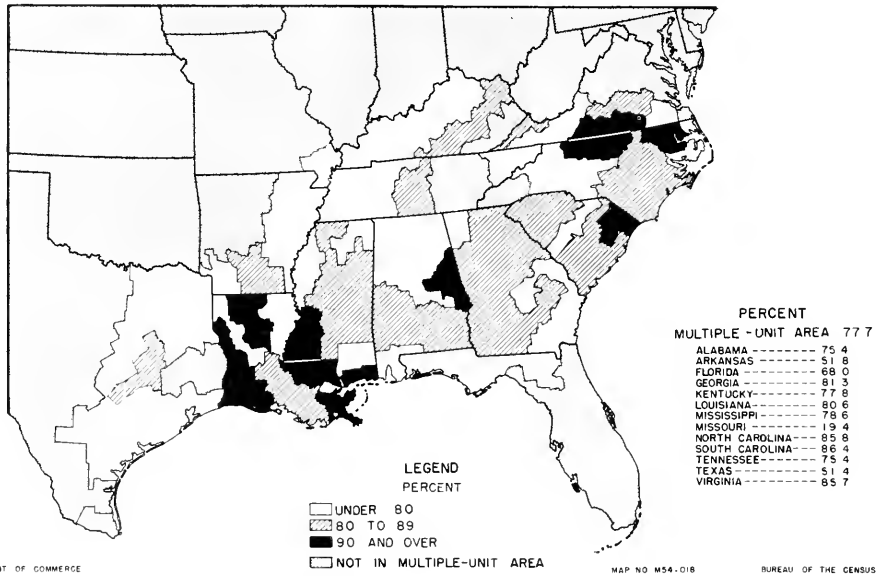 PERCENT
MULTIPLE-UNIT AREA 77 7
ALABAMA -------- 75 4
ARKANSAS -------- 51 8
FLORIDA -------- 68 0
GEORGIA -------- 81 3
KENTUCKY -------- 77 8
LOUISIANA -------- 80 6
MISSISSIPPI -------- 78 6
MISSOURI -------- 19 4
NORTH CAROLINA -- 85 8
SOUTH CAROLINA -- 86 4
TENNESSEE -------- 75 4
TEXAS -------- 51 4
VIRGINIA -------- 85 7
LEGEND
PERCENT
UNDER 80
80 TO 89
90 AND OVER
NOT IN MULTIPLE-UNIT AREA
NT OF COMMERCE
MAP NO M54-018
BUREAU OF THE CENSUS